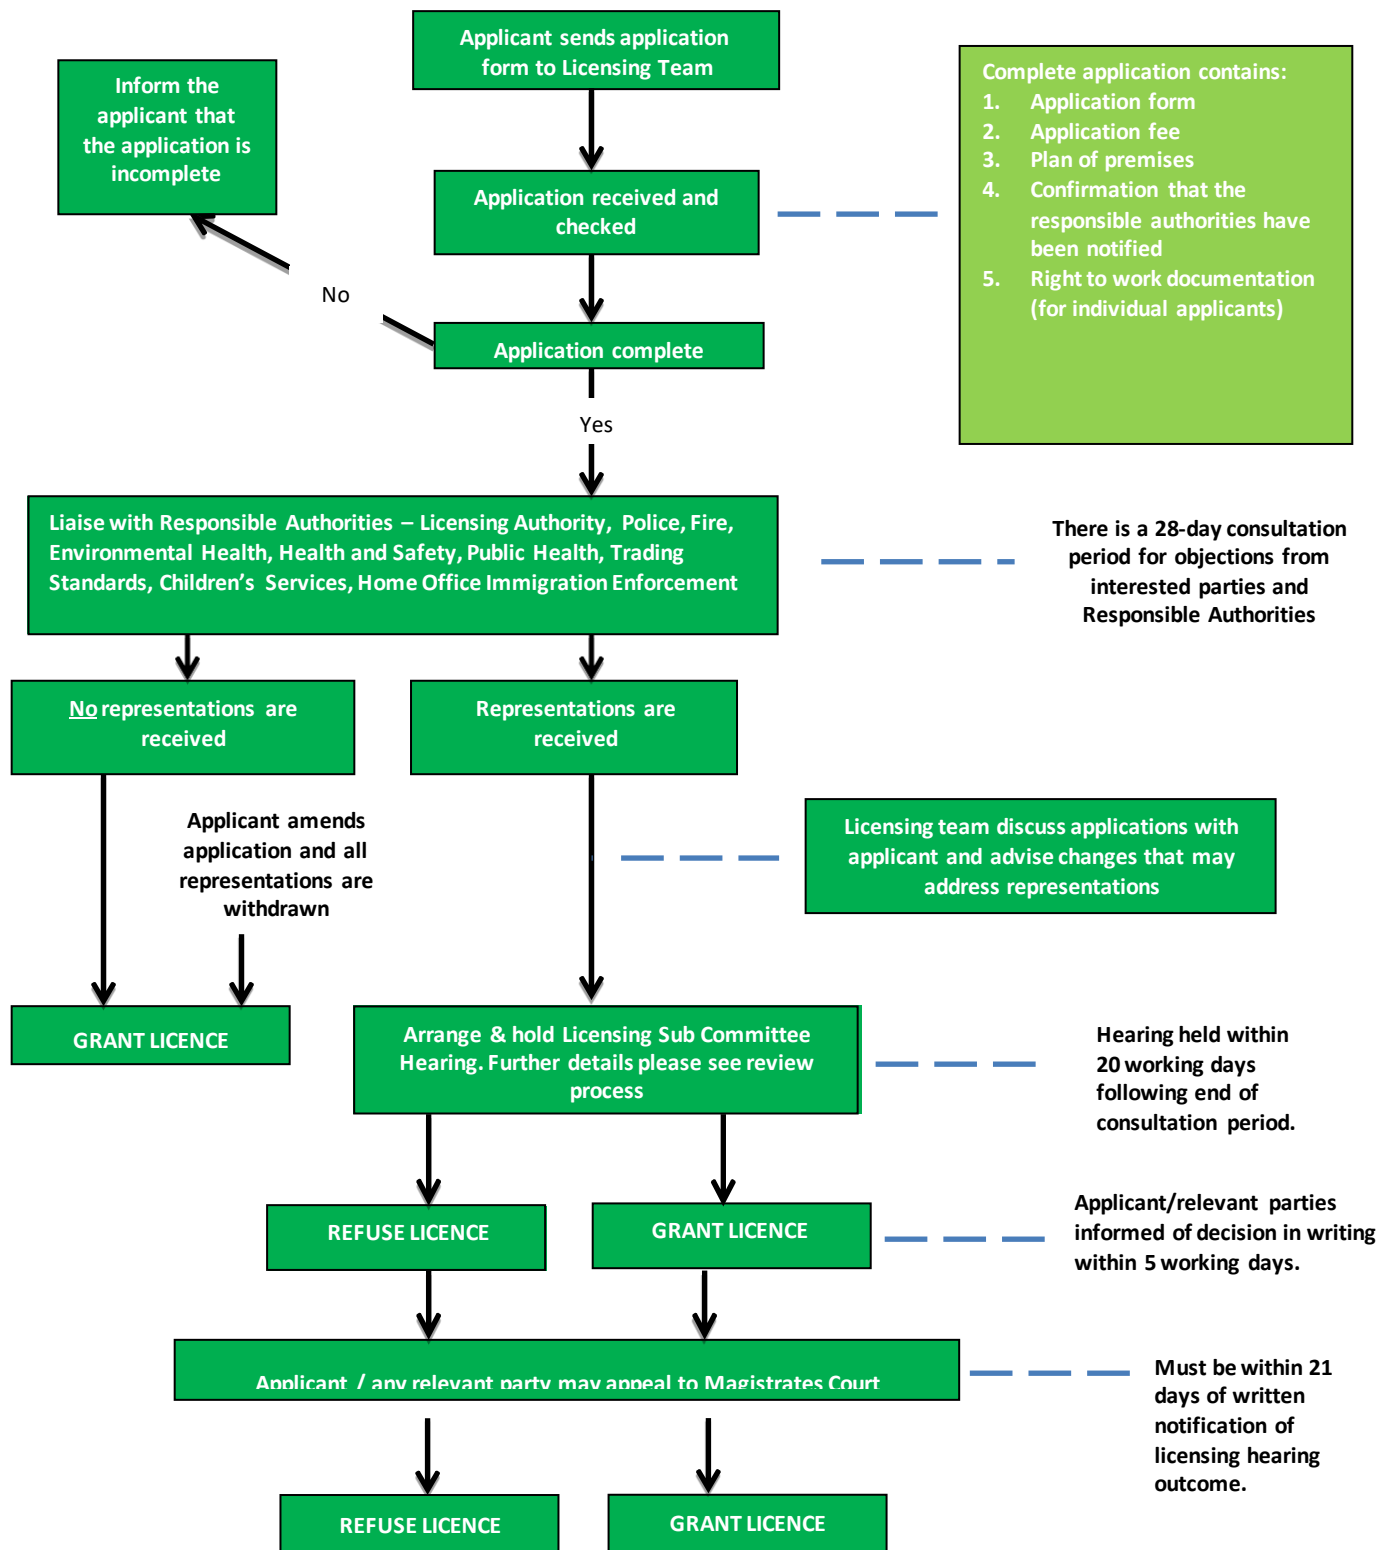 Applicant sends application
form to Licensing Team
Inform the
applicant that
the application is
incomplete
Complete application contains:
1. Application form
2. Application fee
3. Plan of premises
4. Confirmation that the
responsible authorities have
been notified
5. Right to work documentation
(for individual applicants)
Application received and
checked
No
Application complete
Yes
Liaise with Responsible Authorities – Licensing Authority, Police, Fire,
Environmental Health, Health and Safety, Public Health, Trading
Standards, Children’s Services, Home Office Immigration Enforcement
There is a 28-day consultation
period for objections from
interested parties and
Responsible Authorities
No representations are
received
Representations are
received
Applicant amends
application and all
representations are
withdrawn
Licensing team discuss applications with
applicant and advise changes that may
address representations
GRANT LICENCE
Arrange & hold Licensing Sub Committee
Hearing. Further details please see review
process
Hearing held within
20 working days
following end of
consultation period.
REFUSE LICENCE
GRANT LICENCE
Applicant/relevant parties
informed of decision in writing
within 5 working days.
Applicant / any relevant party may appeal to Magistrates Court
Must be within 21
days of written
notification of
licensing hearing
outcome.
REFUSE LICENCE
GRANT LICENCE